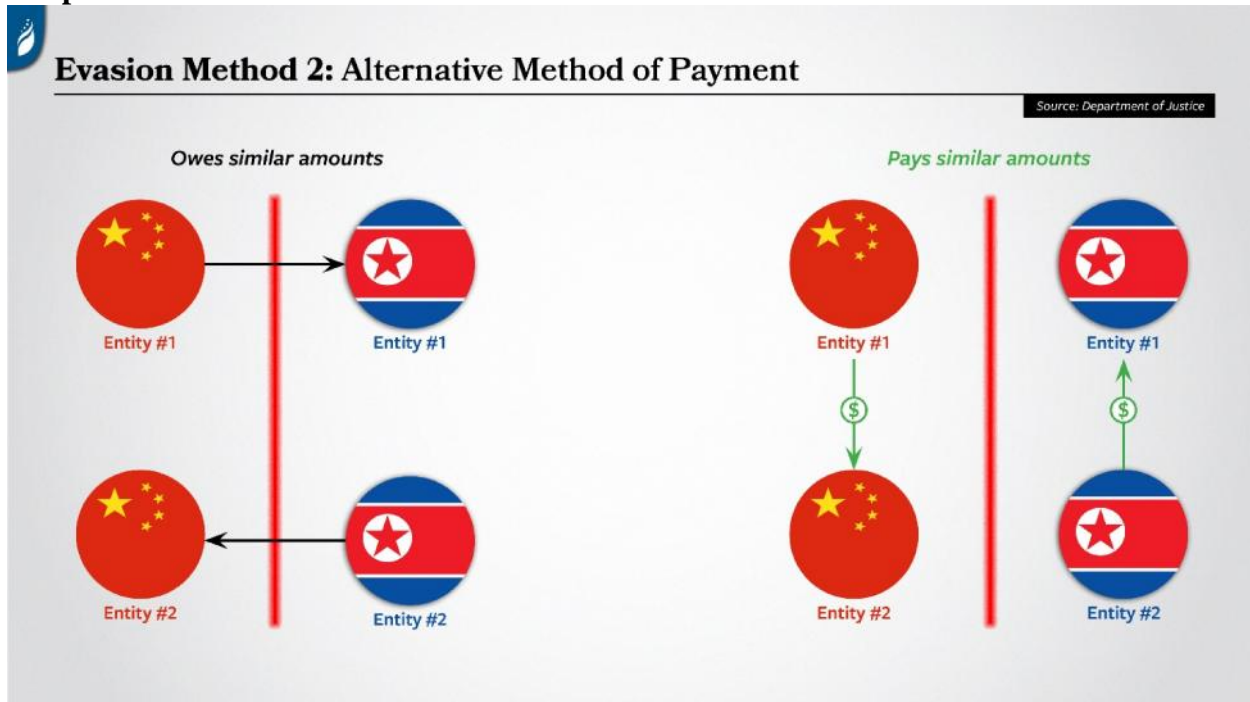 Evasion Method 2: Alternative Method of Payment
Source: Department of Justice
Owes similar amounts
Pays similar amounts
Entity #1
Entity #1
Entity #1
Entity #1
$
$
Entity #2
Entity #2
Entity #2
Entity #2